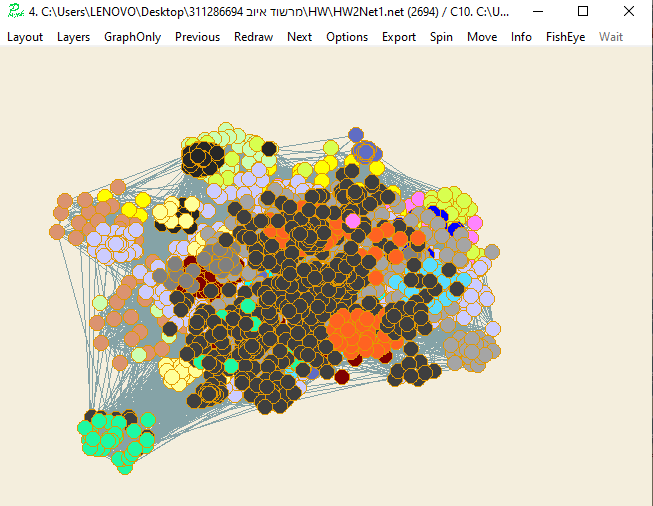 4. C:\Users\LENOVO\Desktop\311286694 מרשוד איוב\HW\HW2Net1.net (2694) / C10. C:\U...
Layout Layers GraphOnly Previous Redraw Next Options Export Spin Move Info FishEye Wait